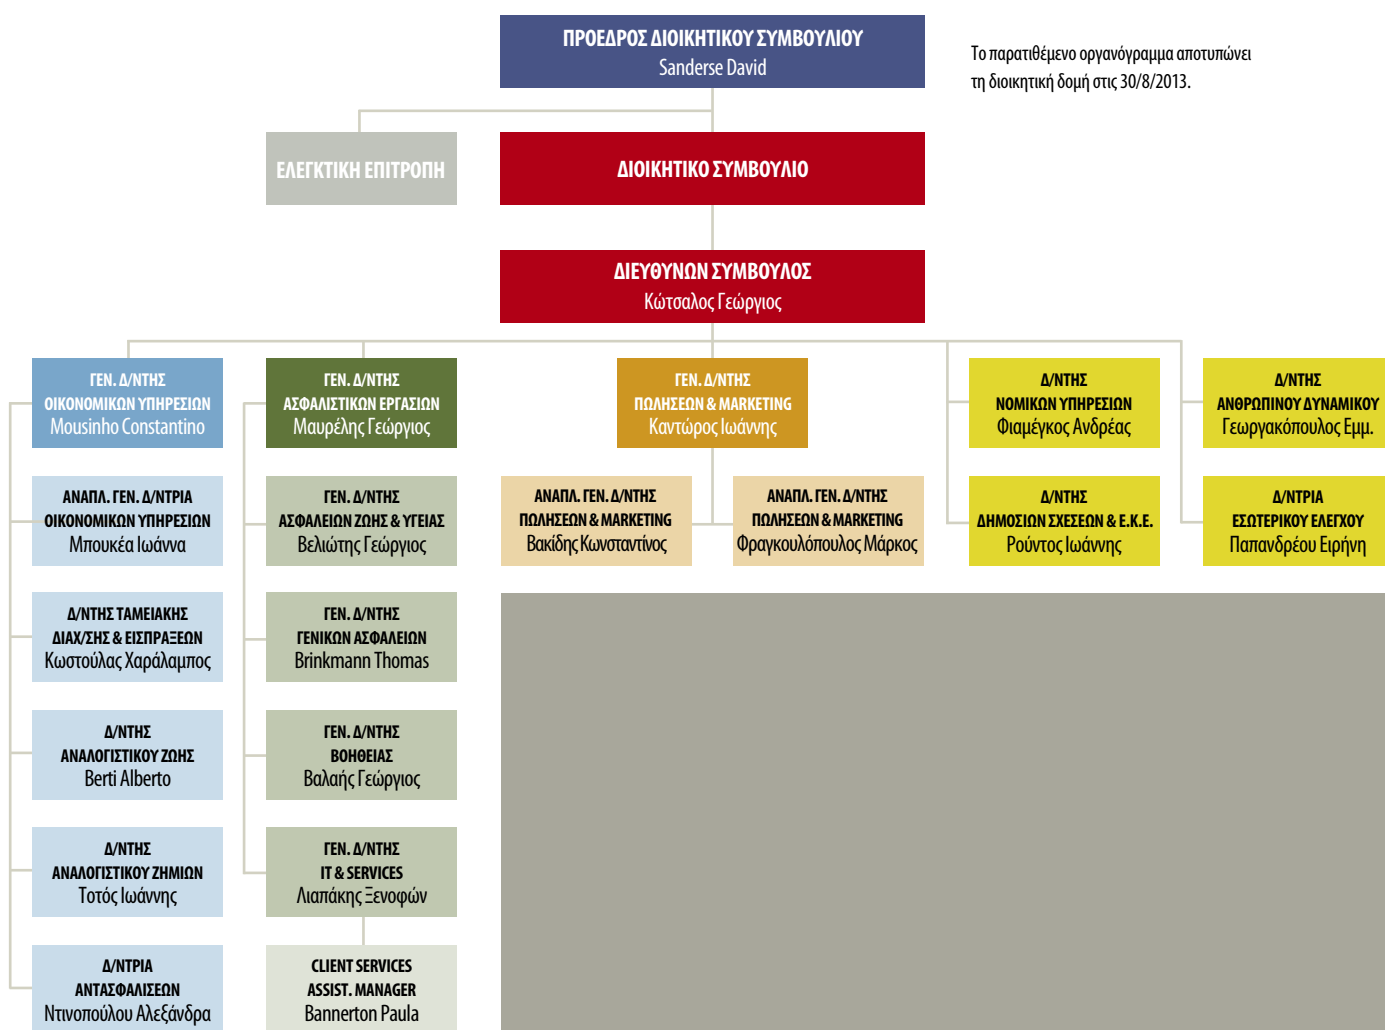 ΠΡΟΕΔΡΟΣ ΔΙΟΙΚΗΤΙΚΟΥ ΣΥΜΒΟΥΛΙΟΥ
Sanderse David
Το παρατιθέμενο οργανόγραμμα αποτυπώνει
τη διοικητική δομή στις 30/8/2013.
ΕΛΕΓΚΤΙΚΗ ΕΠΙΤΡΟΠΗ
ΔΙΟΙΚΗΤΙΚΟ ΣΥΜΒΟΥΛΙΟ
ΔΙΕΥΘΥΝΩΝ ΣΥΜΒΟΥΛΟΣ
Κώτσαλος Γεώργιος
ΓΕΝ. Δ/ΝΤΗΣ
ΟΙΚΟΝΟΜΙΚΩΝ ΥΠΗΡΕΣΙΩΝ
Mousinho Constantino
ΓΕΝ. Δ/ΝΤΗΣ
ΑΣΦΑΛΙΣΤΙΚΩΝ ΕΡΓΑΣΙΩΝ
Μαυρέλης Γεώργιος
ΓΕΝ. Δ/ΝΤΗΣ
ΠΩΛΗΣΕΩΝ & MARKETING
Καντώρος Ιωάννης
Δ/ΝΤΗΣ
ΝΟΜΙΚΩΝ ΥΠΗΡΕΣΙΩΝ
Φιαμέγκος Ανδρέας
Δ/ΝΤΗΣ
ΑΝΘΡΩΠΙΝΟΥ ΔΥΝΑΜΙΚΟΥ
Γεωργακόπουλος Εμμ.
ΑΝΑΠΛ. ΓΕΝ. Δ/ΝΤΡΙΑ
ΟΙΚΟΝΟΜΙΚΩΝ ΥΠΗΡΕΣΙΩΝ
Μπουκέα Ιωάννα
ΓΕΝ. Δ/ΝΤΗΣ
ΑΣΦΑΛΕΙΩΝ ΖΩΗΣ & ΥΓΕΙΑΣ
Βελιώτης Γεώργιος
ΑΝΑΠΛ. ΓΕΝ. Δ/ΝΤΗΣ
ΠΩΛΗΣΕΩΝ & MARKETING
Βακίδης Κωνσταντίνος
ΑΝΑΠΛ. ΓΕΝ. Δ/ΝΤΗΣ
ΠΩΛΗΣΕΩΝ & MARKETING
Φραγκουλόπουλος Μάρκος
Δ/ΝΤΗΣ
ΔΗΜΟΣΙΩΝ ΣΧΕΣΕΩΝ & Ε.Κ.Ε.
Ρούντος Ιωάννης
Δ/ΝΤΡΙΑ
ΕΣΩΤΕΡΙΚΟΥ ΕΛΕΓΧΟΥ
Παπανδρέου Ειρήνη
Δ/ΝΤΗΣ ΤΑΜΕΙΑΚΗΣ
ΔΙΑΧ/ΣΗΣ & ΕΙΣΠΡΑΞΕΩΝ
Κωστούλας Χαράλαμπος
ΓΕΝ. Δ/ΝΤΗΣ
ΓΕΝΙΚΩΝ ΑΣΦΑΛΕΙΩΝ
Brinkmann Thomas
Δ/ΝΤΗΣ
ΑΝΑΛΟΓΙΣΤΙΚΟΥ ΖΩΗΣ
Berti Alberto
ΓΕΝ. Δ/ΝΤΗΣ
ΒΟΗΘΕΙΑΣ
Βαλαής Γεώργιος
Δ/ΝΤΗΣ
ΑΝΑΛΟΓΙΣΤΙΚΟΥ ΖΗΜΙΩΝ
Τοτός Ιωάννης
ΓΕΝ. Δ/ΝΤΗΣ
IT & SERVICES
Λιαπάκης Ξενοφών
Δ/ΝΤΡΙΑ
ΑΝΤΑΣΦΑΛΙΣΕΩΝ
Ντινοπούλου Αλεξάνδρα
CLIENT SERVICES
ASSIST. MANAGER
Bannerton Paula